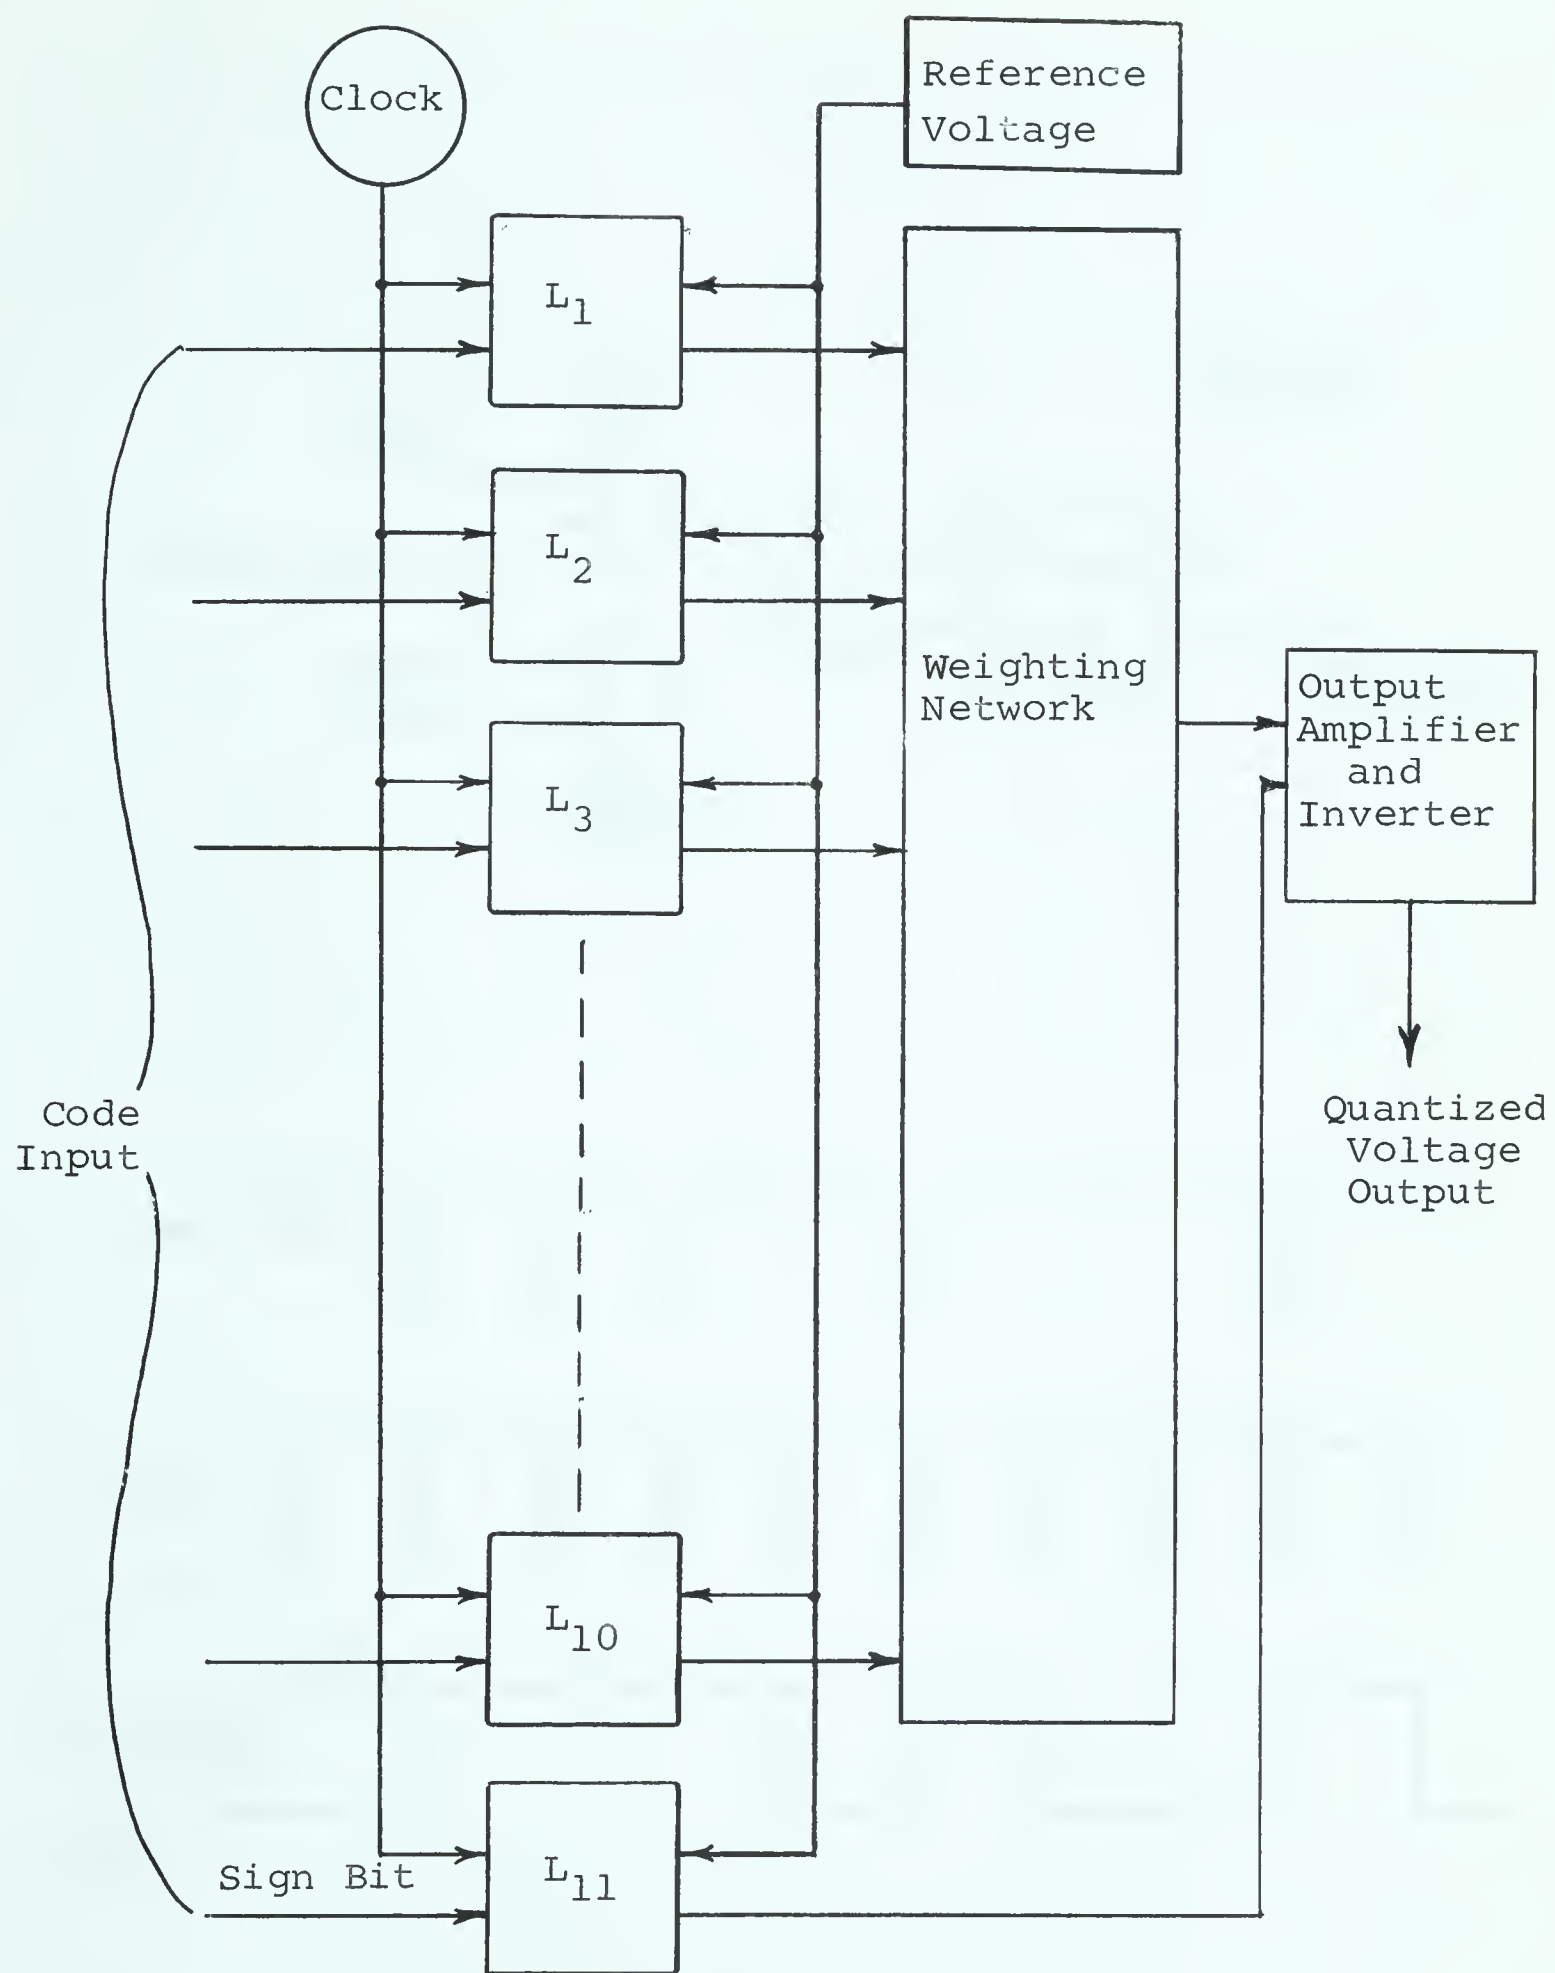 Clock
Reference
Voltage
L1
L2
Weighting
Network
Output
Amplifier
and
Inverter
L3
Code
Input
Quantized
Voltage
Output
L10
Sign Bit
L11